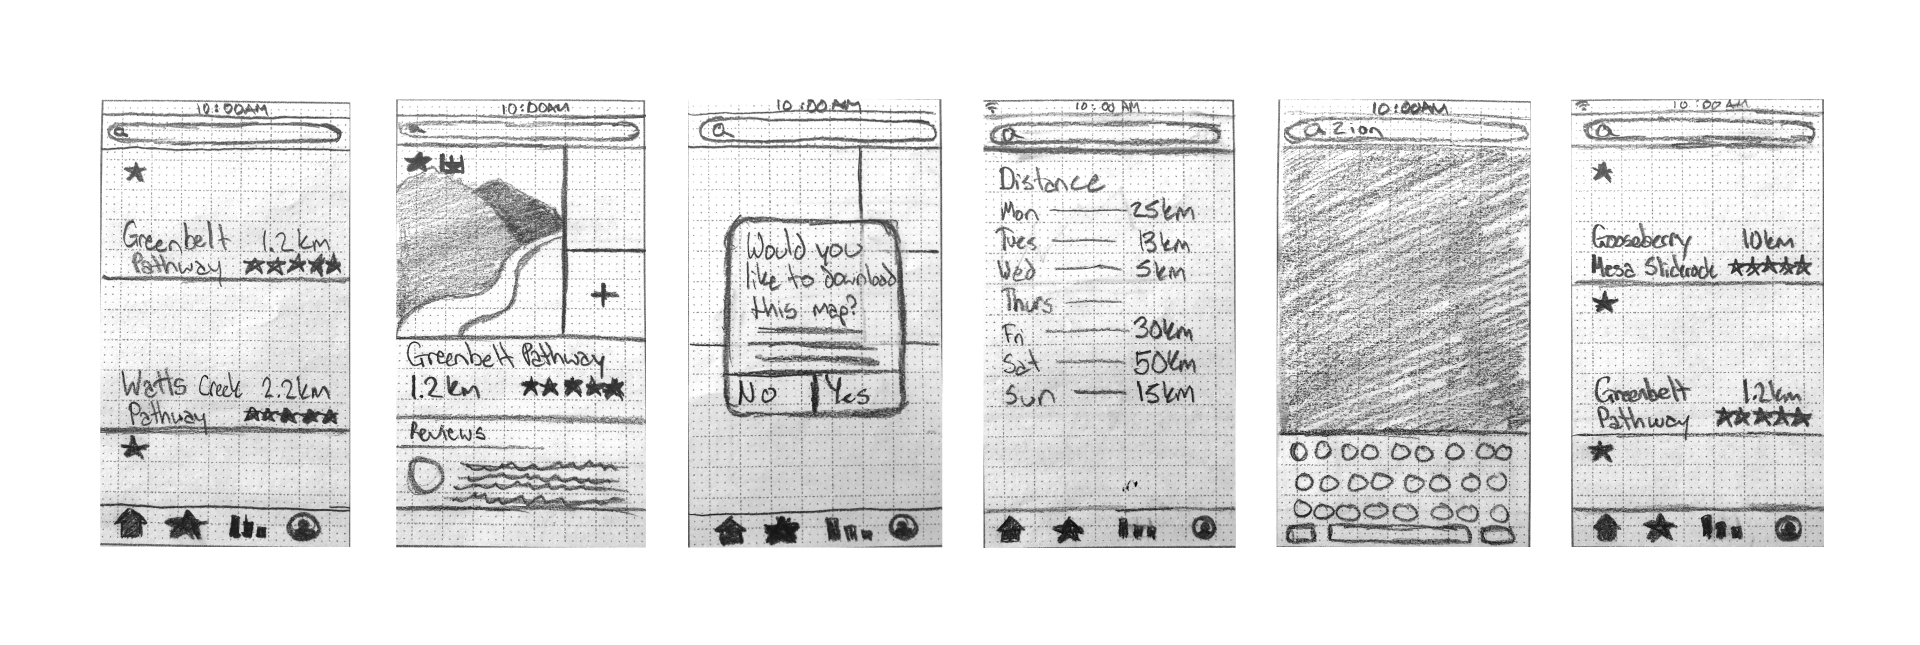 10:00AM
Greenbelt 1.2km
Pathway
Watts Creek 2.2km
Pathway
10:00AM
Greenbelt Pathway
1.2km
Reviews
10:00AM
Would you
like to download
this map?
No Yes
10:00AM
Distance
Mon 25km
Tues 13km
Wed 5km
Thurs
Fri 30km
Sat 50km
Sun 15km
10:00AM
Zion
10:00AM
Gooseberry 10km
Mesa Slickrock
Greenbelt 1.2km
Pathway